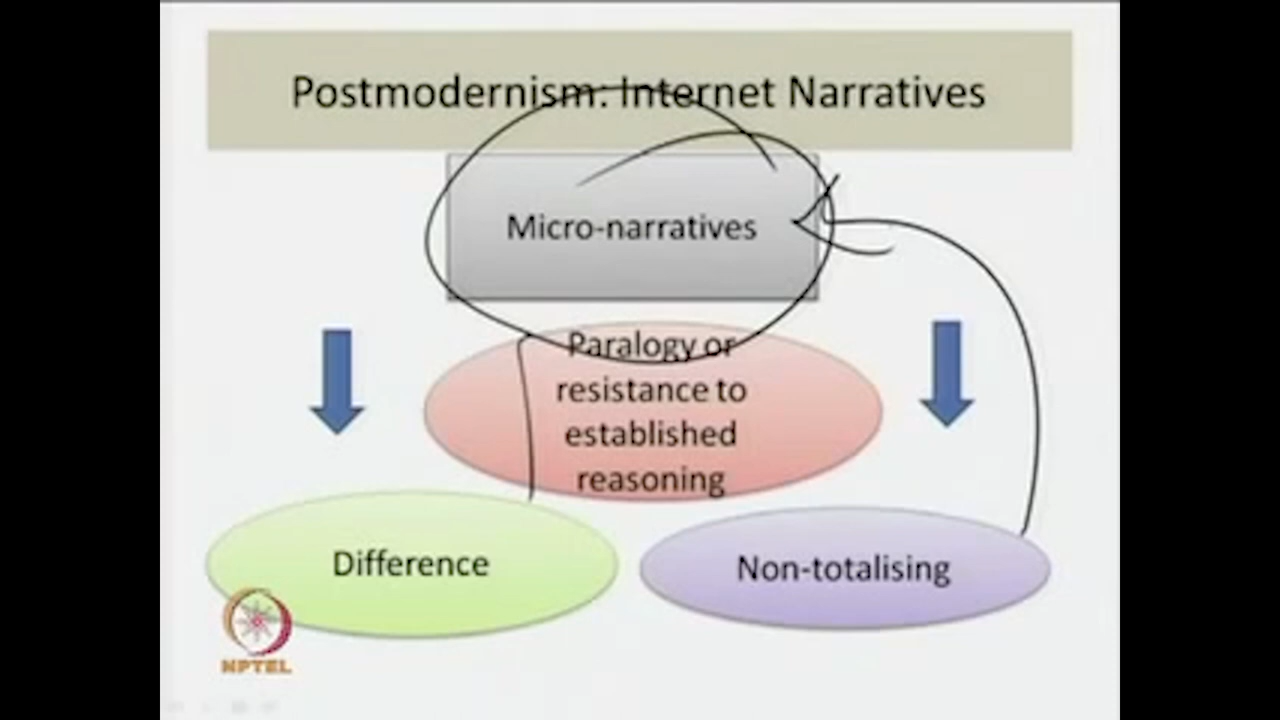 Postmodernism: Internet Narratives
Micro-narratives
Paralogy or
resistance to
established
reasoning
Difference
Non-totalising
NPTEL